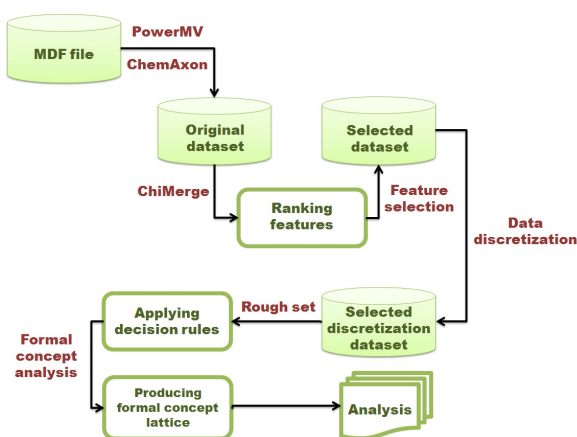 PowerMV
MDF file
ChemAxon
Original
dataset
Selected
dataset
ChiMerge
Ranking
features
Feature
selection
Data
discretization
Applying
decision rules
Rough set
Selected
discretization
dataset
Formal
concept
analysis
Producing
formal concept
lattice
Analysis